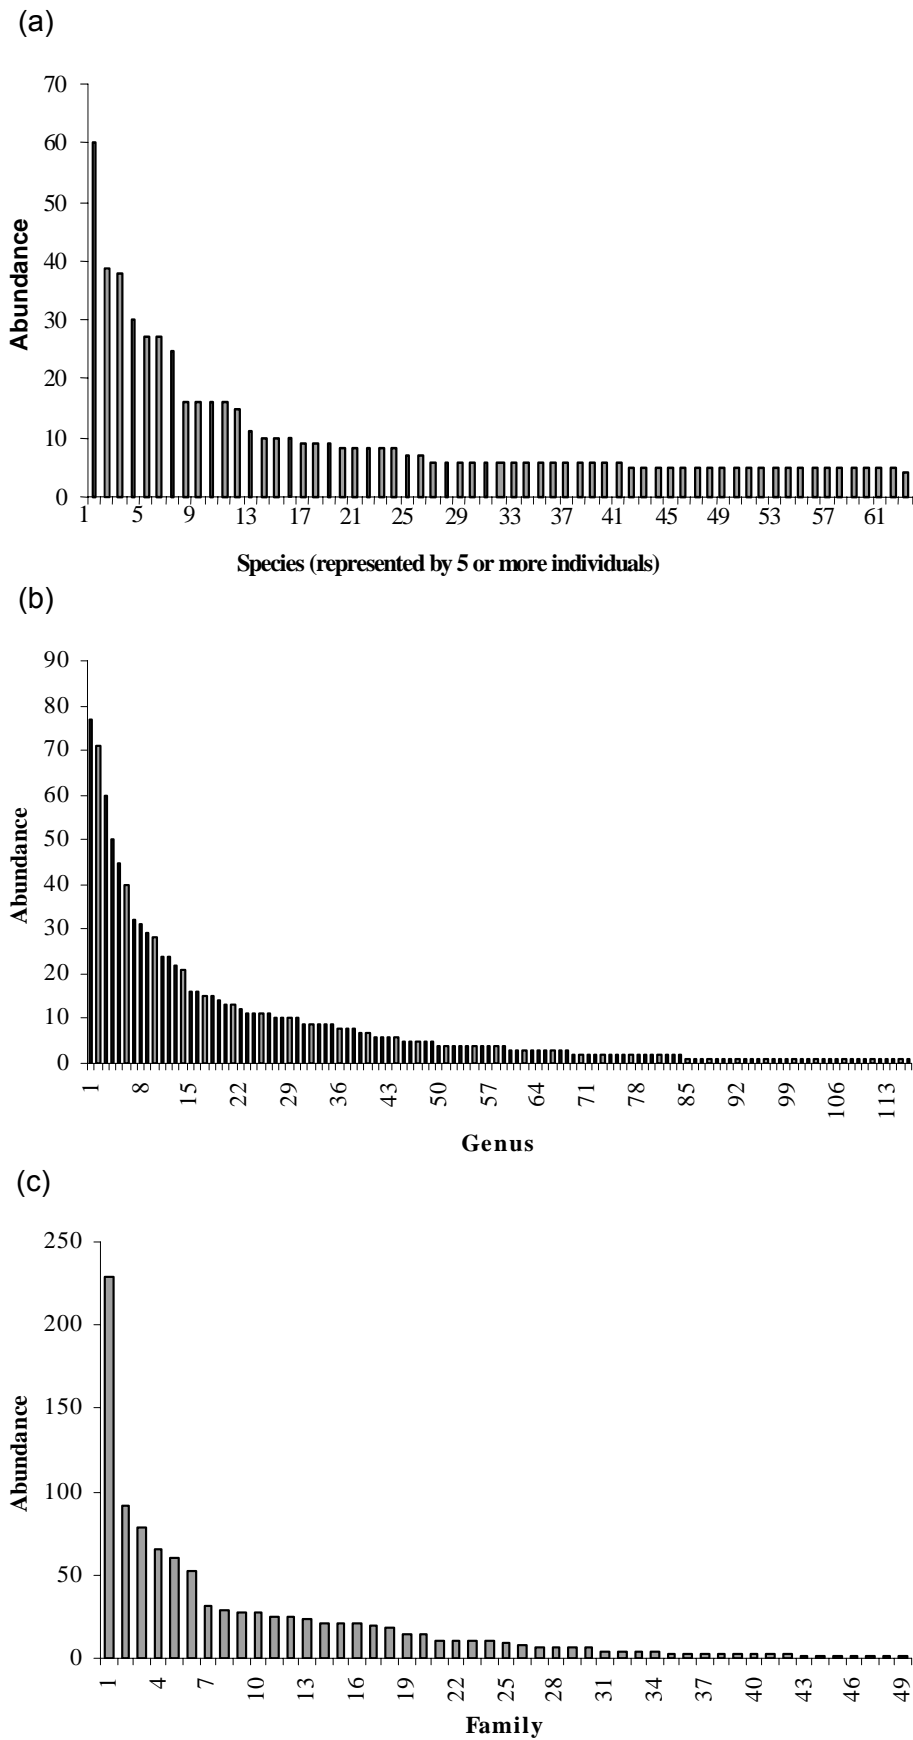 (a)
70
60
50
40
30
20
10
0
Abundance
1 5 9 13 17 21 25 29 33 37 41 45 49 53 57 61
Species (represented by 5 or more individuals)
(b)
90
80
70
60
50
40
30
20
10
0
Abundance
1 8 15 22 29 36 43 50 57 64 71 78 85 92 99 106 113
Genus
(c)
250
200
150
100
50
0
Abundance
1 4 7 10 13 16 19 22 25 28 31 34 37 40 43 46 49
Family